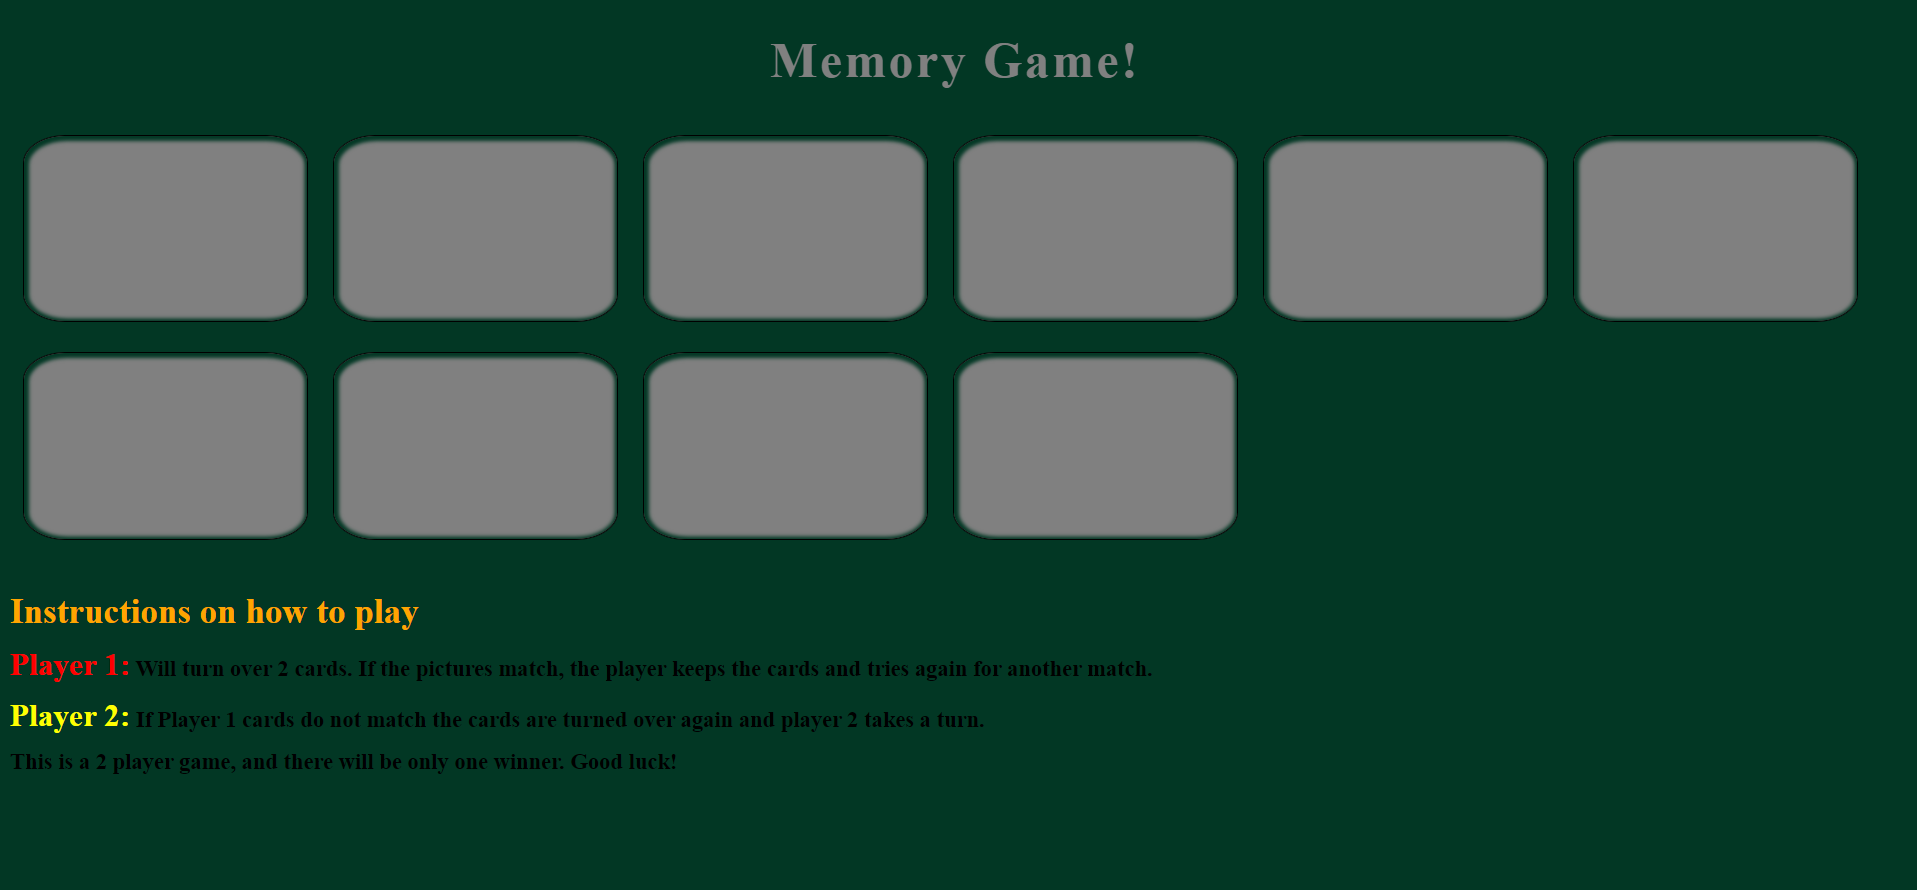 Memory Game!
Instructions on how to play
Player 1: Will turn over 2 cards. If the pictures match, the player keeps the cards and tries again for another match.
Player 2: If Player 1 cards do not match the cards are turned over again and player 2 takes a turn.
This is a 2 player game, and there will be only one winner. Good luck!